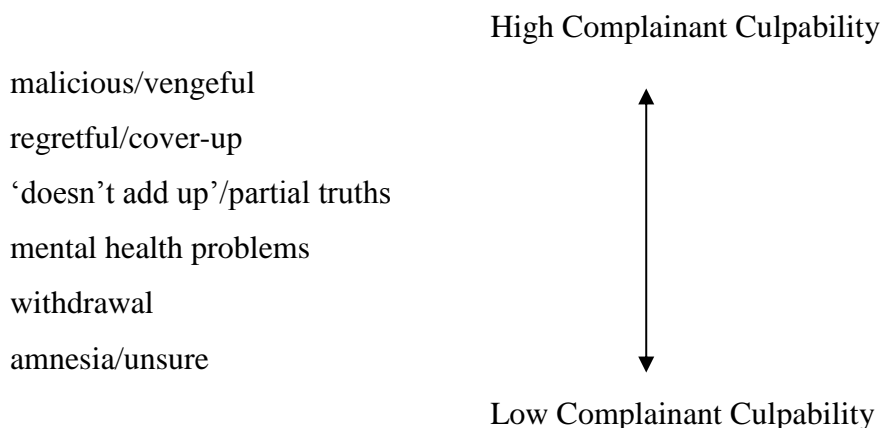 High Complainant Culpability
malicious/vengeful
regretful/cover-up
‘doesn’t add up’/partial truths
mental health problems
withdrawal
amnesia/unsure
Low Complainant Culpability